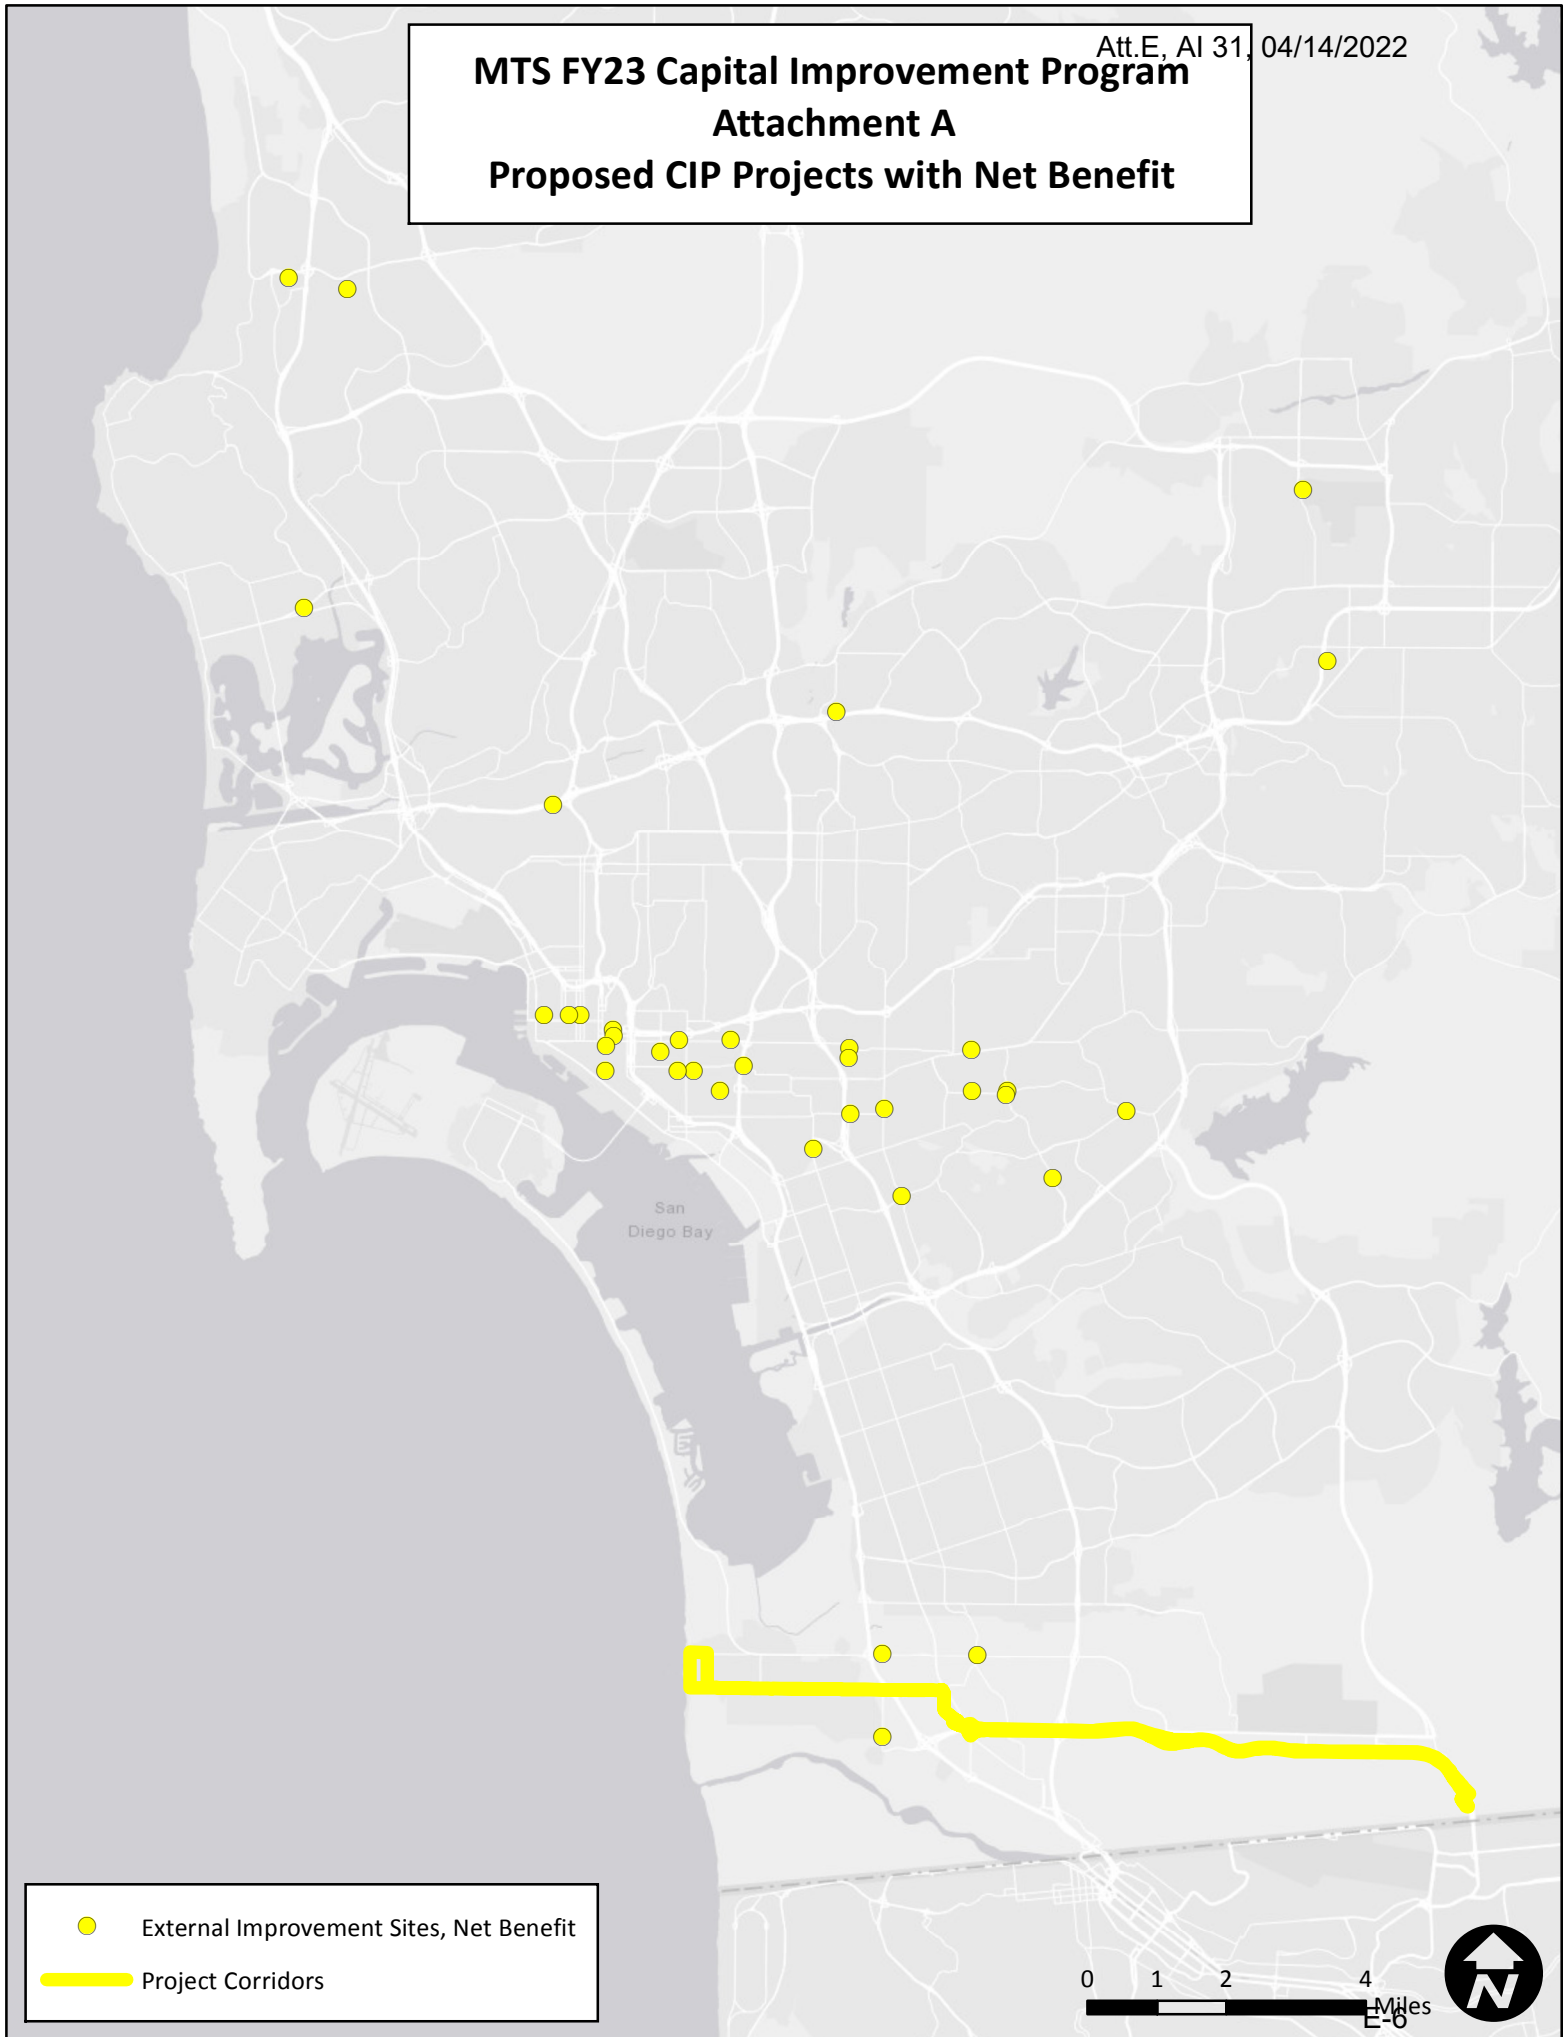 Att.E, AI 31, 04/14/2022
MTS FY23 Capital Improvement Program
Attachment A
Proposed CIP Projects with Net Benefit
San
Diego Bay
External Improvement Sites, Net Benefit
Project Corridors
0 1 2 4
Miles
E-6
N